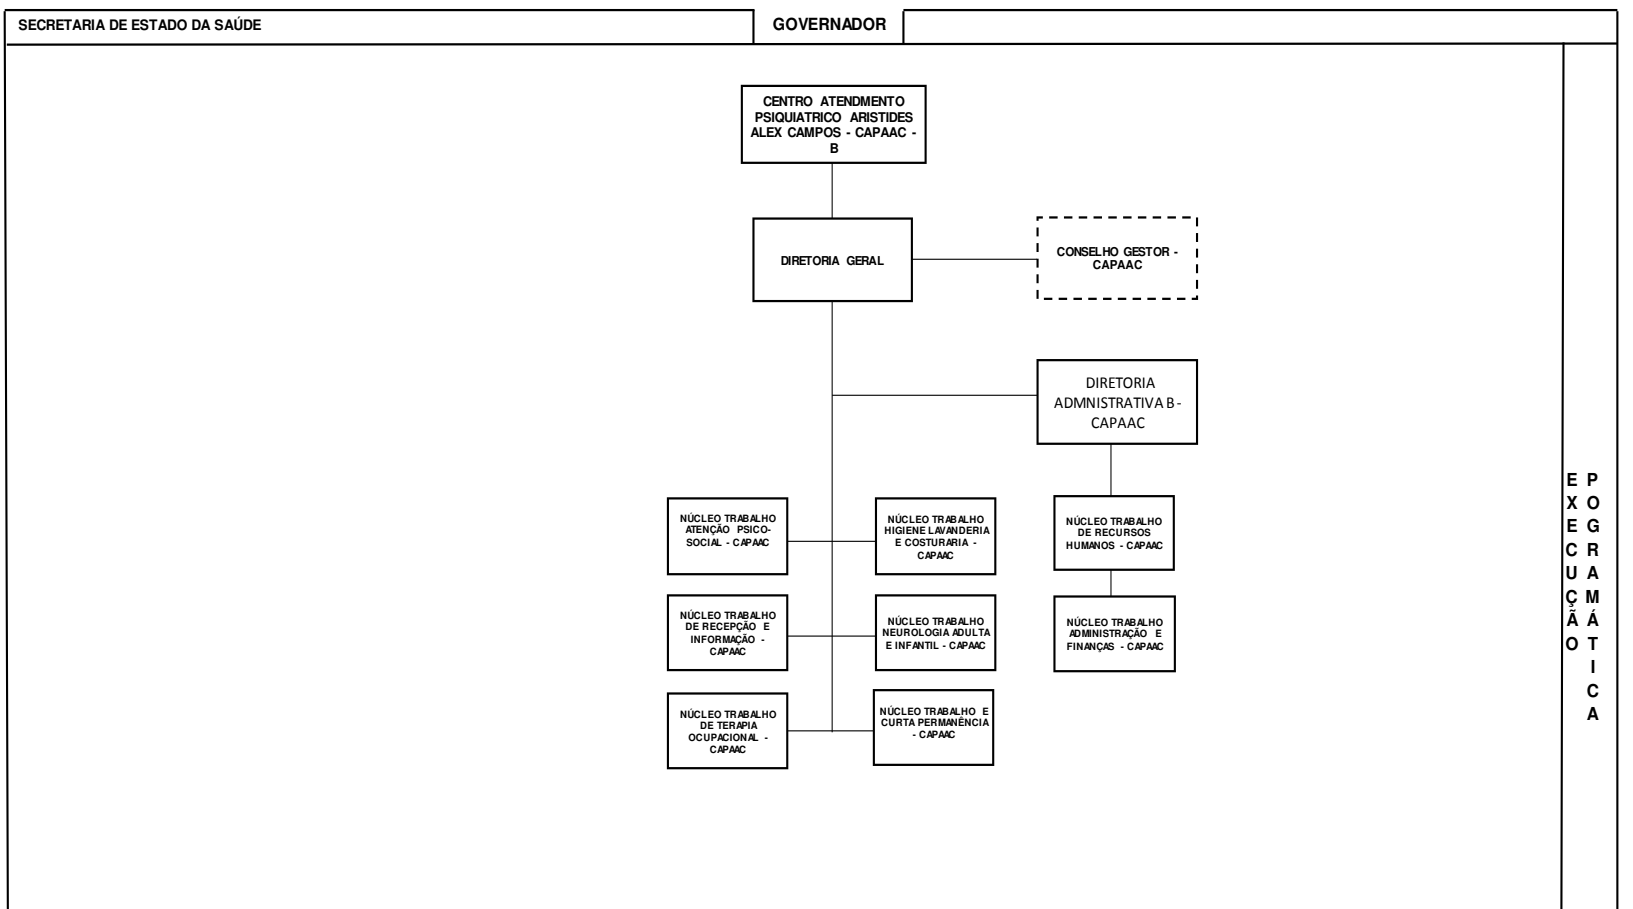 SECRETARIA DE ESTADO DA SAÚDE
GOVERNADOR
CENTRO ATENDMENTO
PSIQUIATRICO ARISTIDES
ALEX CAMPOS - CAPAAC -
B
DIRETORIA GERAL
CONSELHO GESTOR -
CAPAAC
DIRETORIA
ADMNISTRATIVA B -
CAPAAC
NÚCLEO TRABALHO
ATENÇÃO PSICO-
SOCIAL - CAPAAC
NÚCLEO TRABALHO
HIGIENE LAVANDERIA
E COSTURARIA -
CAPAAC
NÚCLEO TRABALHO
DE RECURSOS
HUMANOS - CAPAAC
NÚCLEO TRABALHO
DE RECEPÇÃO E
INFORMAÇÃO -
CAPAAC
NÚCLEO TRABALHO
NEUROLOGIA ADULTA
E INFANTIL - CAPAAC
NÚCLEO TRABALHO
ADMINISTRAÇÃO E
FINANÇAS - CAPAAC
NÚCLEO TRABALHO
DE TERAPIA
OCUPACIONAL -
CAPAAC
NÚCLEO TRABALHO E
CURTA PERMANÊNCIA
- CAPAAC
EXECUÇÃO
POGRAMÁTICA